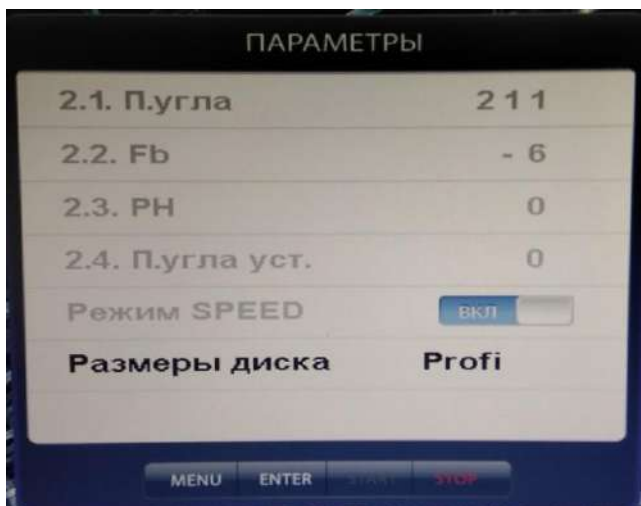 ПАРАМЕТРЫ
2.1. П.угла 211
2.2. Fb - 6
2.3. PH 0
2.4. П.угла уст. 0
Режим SPEED ВКЛ
Размеры диска Profi
MENU ENTER START STOP